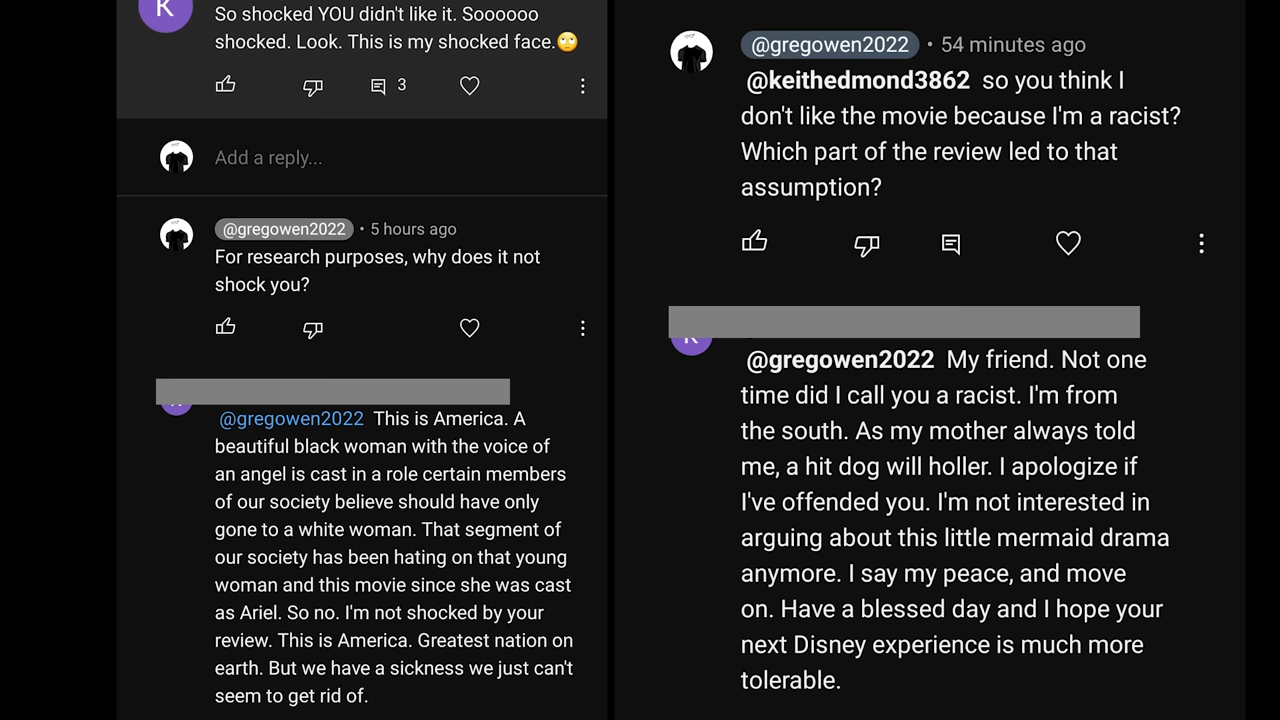 K
So shocked YOU didn't like it. Soooooo
shocked. Look. This is my shocked face.🙄
3
Add a reply...
@gregowen2022 • 5 hours ago
For research purposes, why does it not
shock you?
@gregowen2022 This is America. A
beautiful black woman with the voice of
an angel is cast in a role certain members
of our society believe should have only
gone to a white woman. That segment of
our society has been hating on that young
woman and this movie since she was cast
as Ariel. So no. I'm not shocked by your
review. This is America. Greatest nation on
earth. But we have a sickness we just can't
seem to get rid of.
@gregowen2022 • 54 minutes ago
@keithedmond3862 so you think I
don't like the movie because I'm a racist?
Which part of the review led to that
assumption?
@gregowen2022 My friend. Not one
time did I call you a racist. I'm from
the south. As my mother always told
me, a hit dog will holler. I apologize if
I've offended you. I'm not interested in
arguing about this little mermaid drama
anymore. I say my peace, and move
on. Have a blessed day and I hope your
next Disney experience is much more
tolerable.